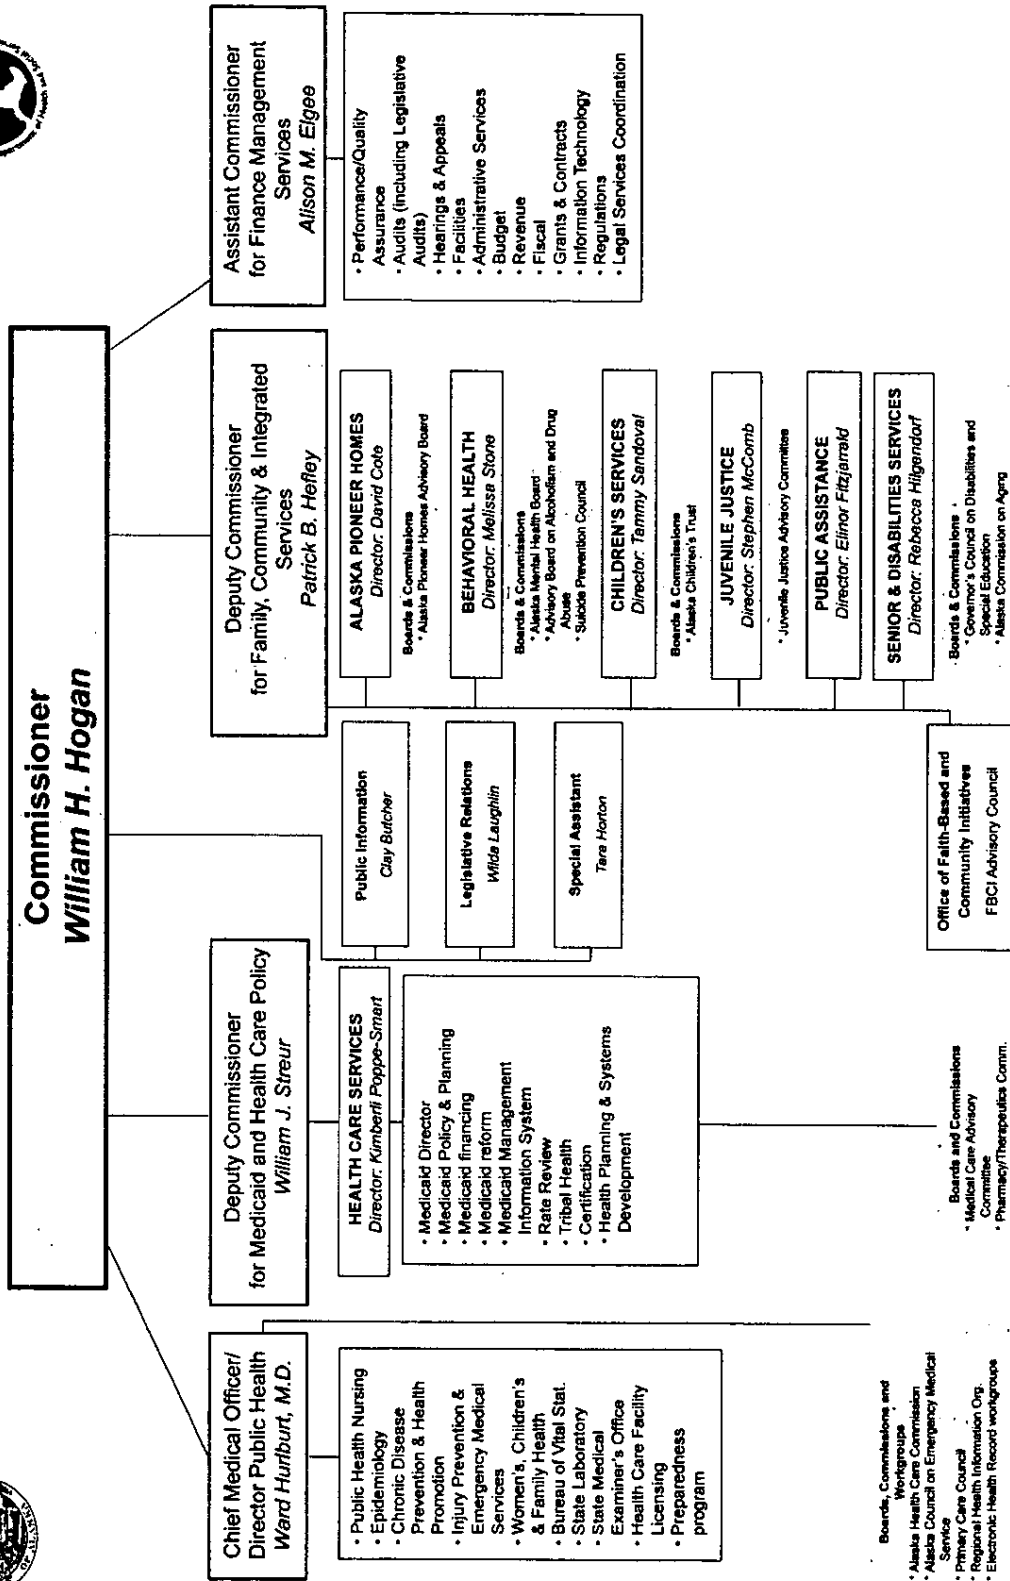 Commissioner
William H. Hogan
Chief Medical Officer/
Director Public Health
Ward Hurlburt, M.D.
• Public Health Nursing
• Epidemiology
• Chronic Disease
Prevention & Health
Promotion
• Injury Prevention &
Emergency Medical
Services
• Women's, Children's
& Family Health
• Bureau of Vital Stat.
• State Laboratory
• State Medical
Examiner's Office
• Health Care Facility
Licensing
• Preparedness
program
Boards, Commissions and
Workgroups
* Alaska Health Care Commission
* Alaska Council on Emergency Medical
Service
* Primary Care Council
* Regional Health Information Org.
* Electronic Health Record workgroups
Deputy Commissioner
for Medicaid and Health Care Policy
William J. Streur
HEALTH CARE SERVICES
Director: Kimberli Poppe-Smart
• Medicaid Director
• Medicaid Policy & Planning
• Medicaid financing
• Medicaid reform
• Medicaid Management
Information System
• Rate Review
• Tribal Health
• Certification
• Health Planning & Systems
Development
Boards and Commissions
* Medical Care Advisory
Committee
* Pharmacy/Therapeutics Comm.
Public Information
Clay Butcher
Legislative Relations
Wilda Laughlin
Special Assistant
Tara Horton
Deputy Commissioner
for Family, Community & Integrated
Services
Patrick B. Hefley
ALASKA PIONEER HOMES
Director: David Cote
Boards & Commissions
* Alaska Pioneer Homes Advisory Board
BEHAVIORAL HEALTH
Director: Melissa Stone
Boards & Commissions
* Alaska Mental Health Board
* Advisory Board on Alcoholism and Drug
Abuse
* Suicide Prevention Council
CHILDREN'S SERVICES
Director: Tammy Sandoval
Boards & Commissions
* Alaska Children's Trust
JUVENILE JUSTICE
Director: Stephen McComb
* Juvenile Justice Advisory Committee
PUBLIC ASSISTANCE
Director: Elinor Fitzjarrald
SENIOR & DISABILITIES SERVICES
Director: Rebecca Hilgendorf
Boards & Commissions
* Governor's Council on Disabilities and
Special Education
* Alaska Commission on Aging
Office of Faith-Based and
Community Initiatives
FBCI Advisory Council
Assistant Commissioner
for Finance Management
Services
Alison M. Elgee
• Performance/Quality
Assurance
• Audits (including Legislative
Audits)
• Hearings & Appeals
• Facilities
• Administrative Services
• Budget
• Revenue
• Fiscal
• Grants & Contracts
• Information Technology
• Regulations
• Legal Services Coordination
of Health and Social
OF ALASKA